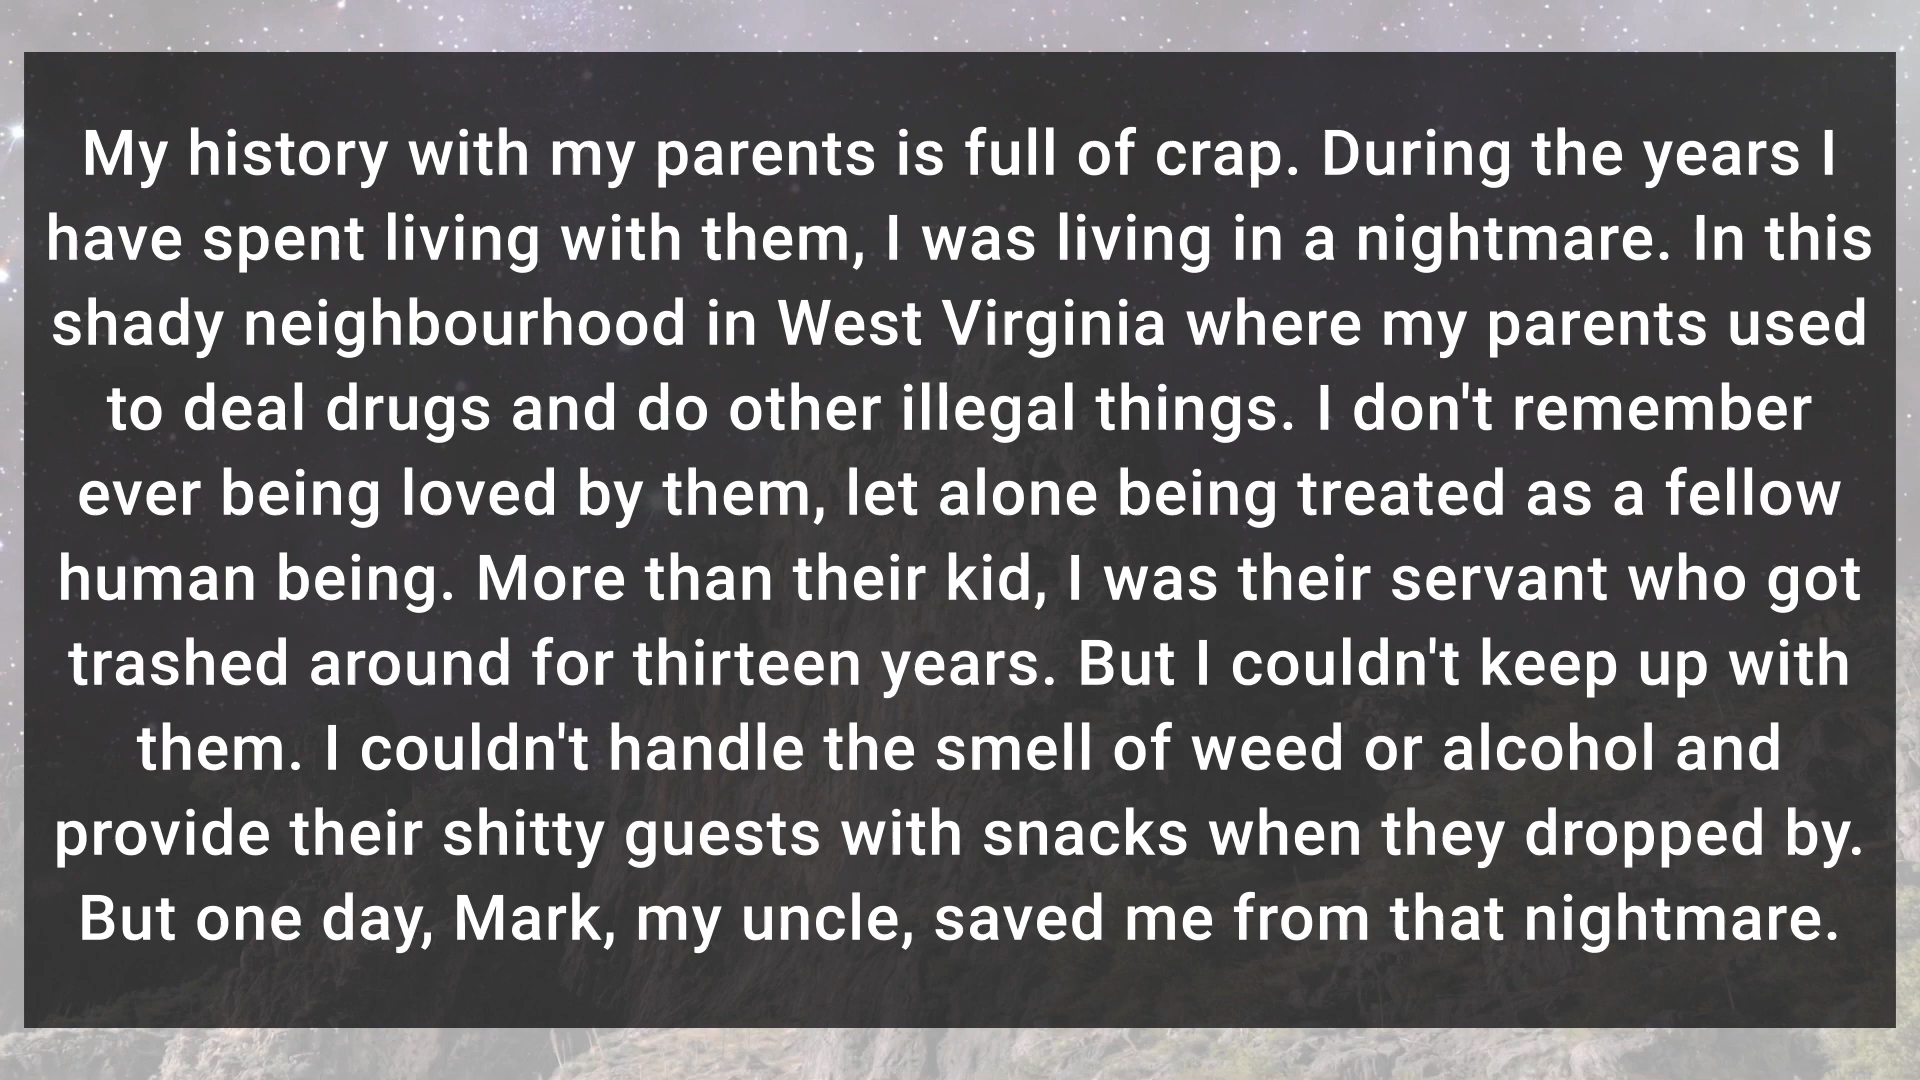 My history with my parents is full of crap. During the years I
have spent living with them, I was living in a nightmare. In this
shady neighbourhood in West Virginia where my parents used
to deal drugs and do other illegal things. I don't remember
ever being loved by them, let alone being treated as a fellow
human being. More than their kid, I was their servant who got
trashed around for thirteen years. But I couldn't keep up with
them. I couldn't handle the smell of weed or alcohol and
provide their shitty guests with snacks when they dropped by.
But one day, Mark, my uncle, saved me from that nightmare.